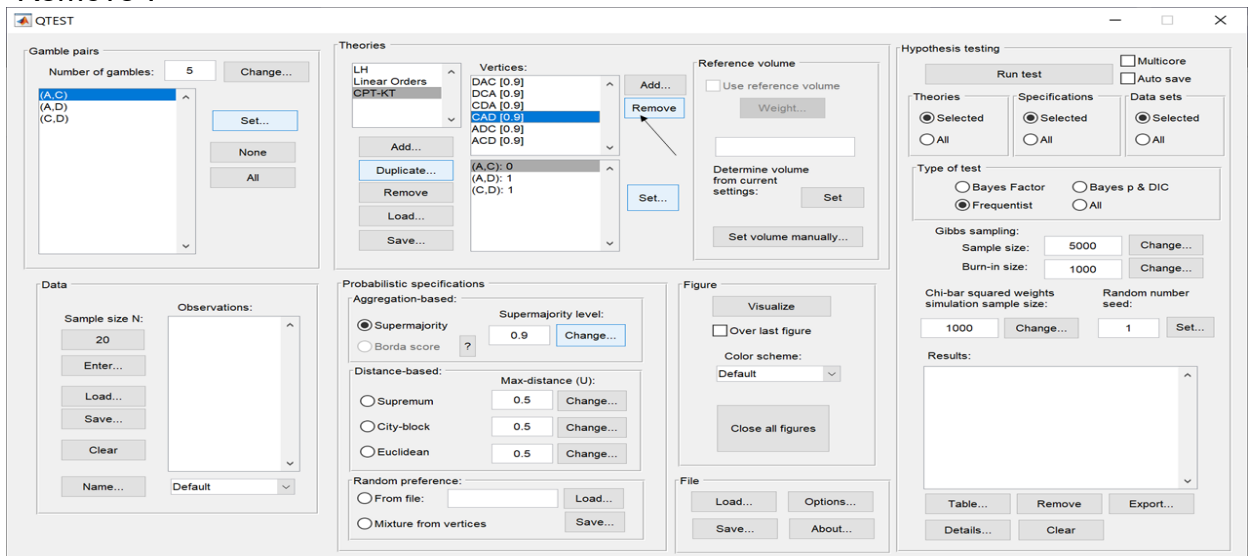 QTEST
Gamble pairs
Number of gambles: 5 Change...
(A,C)
(A,D)
(C,D)
Set...
None
All
Theories
LH
Linear Orders
CPT-KT
Add...
Duplicate...
Remove
Load...
Save...
Vertices:
DAC [0.9]
DCA [0.9]
CDA [0.9]
CAD [0.9]
ADC [0.9]
ACD [0.9]
Add...
Remove
(A,C): 0
(A,D): 1
(C,D): 1
Set...
Reference volume
Use reference volume
Weight...
Determine volume
from current
settings:
Set
Set volume manually...
Hypothesis testing
Run test
Multicore
Auto save
Theories
Selected
All
Specifications
Selected
All
Data sets
Selected
All
Type of test
Bayes Factor
Bayes p & DIC
Frequentist
All
Gibbs sampling:
Sample size: 5000 Change...
Burn-in size: 1000 Change...
Chi-bar squared weights
simulation sample size:
1000 Change...
Random number
seed:
1 Set...
Results:
Table...
Remove
Export...
Details...
Clear
Data
Sample size N:
20
Enter...
Load...
Save...
Clear
Name...
Observations:
Default
Probabilistic specifications
Aggregation-based:
Supermajority
Borda score
?
Supermajority level:
0.9 Change...
Distance-based:
Max-distance (U):
Supremum 0.5 Change...
City-block 0.5 Change...
Euclidean 0.5 Change...
Random preference:
From file: Load...
Mixture from vertices Save...
Figure
Visualize
Over last figure
Color scheme:
Default
Close all figures
File
Load...
Options...
Save...
About...